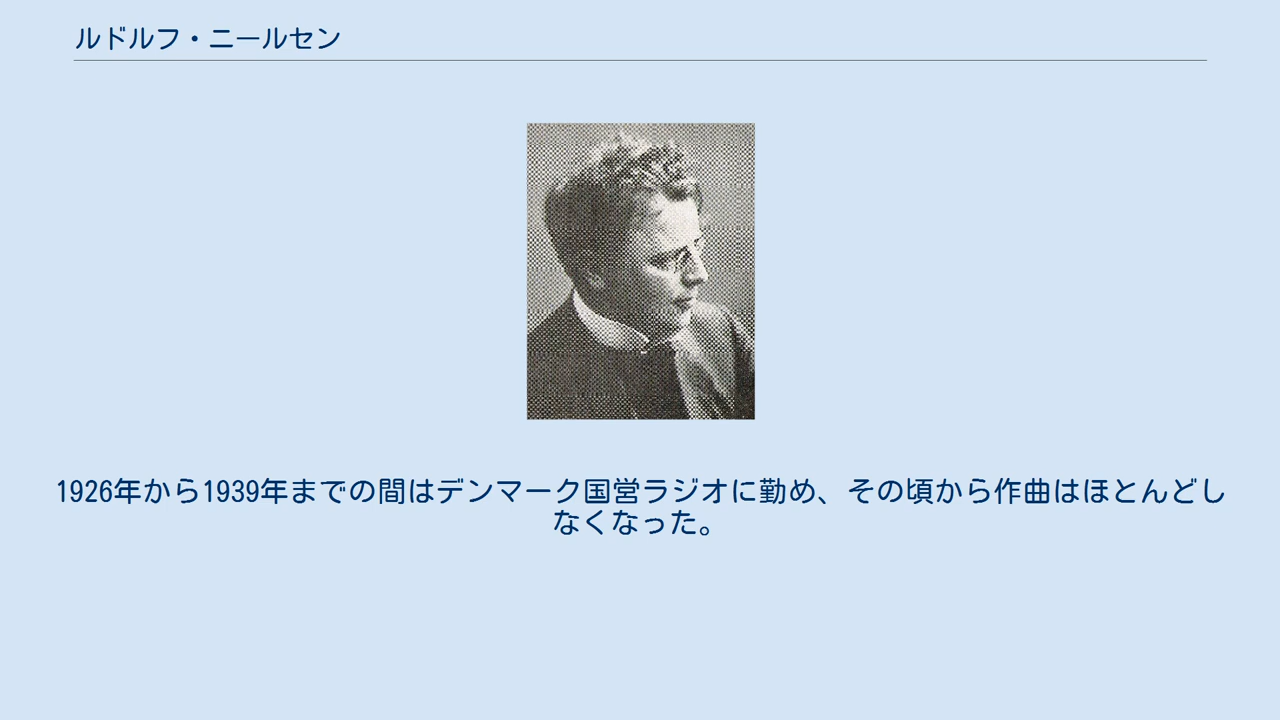 ルドルフ・ニールセン
1926年から1939年までの間はデンマーク国営ラジオに勤め、その頃から作曲はほとんどし
なくなった。